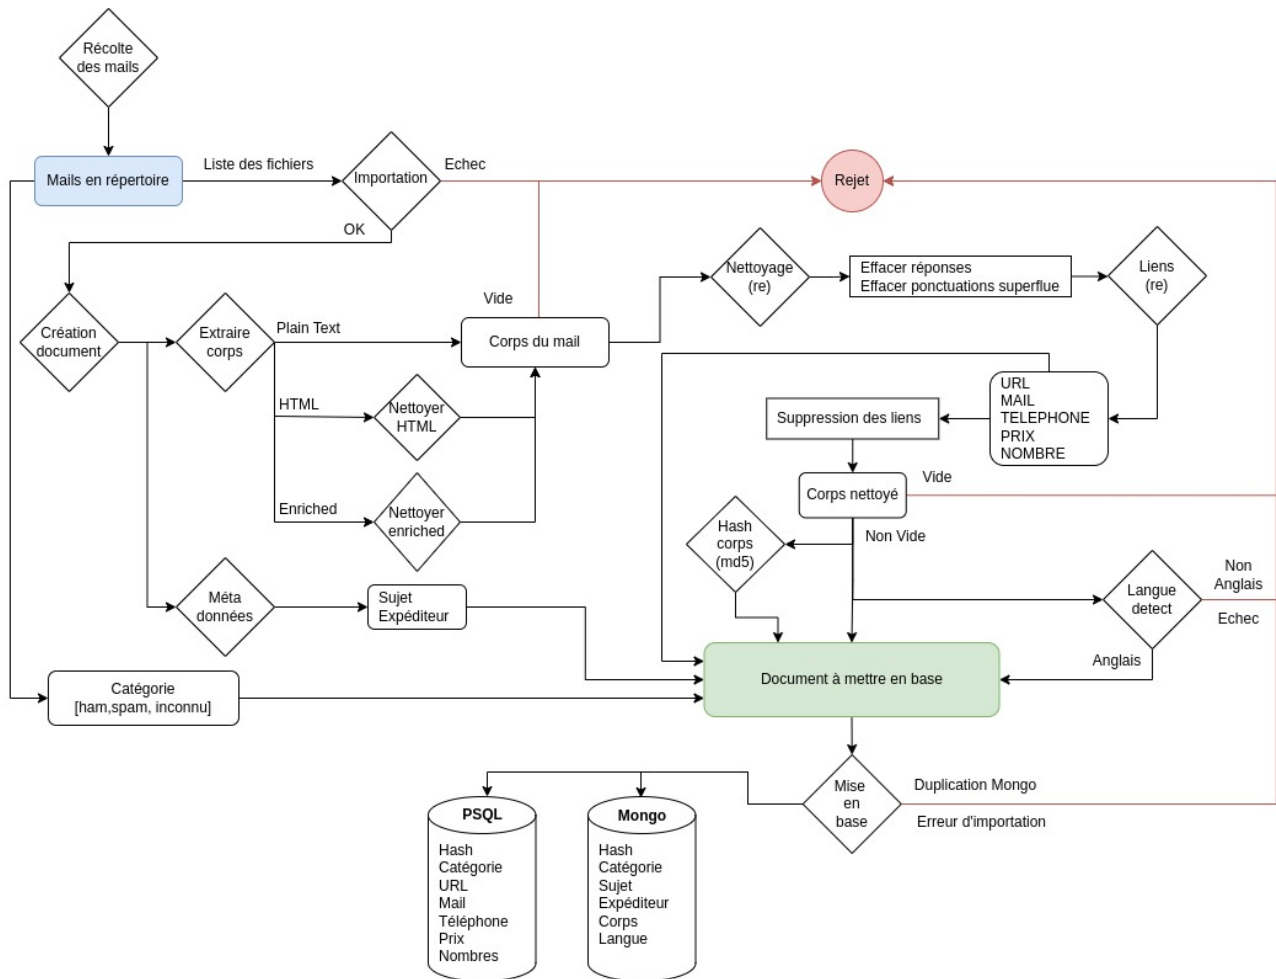 Récolte
des mails
Mails en répertoire
Liste des fichiers
Importation
Echec
Rejet
OK
Création
document
Extraire
corps
Plain Text
Vide
Corps du mail
Nettoyage
(re)
Effacer réponses
Effacer ponctuations superflue
Liens
(re)
HTML
Nettoyer
HTML
Enriched
Nettoyer
enriched
URL
MAIL
TELEPHONE
PRIX
NOMBRE
Suppression des liens
Corps nettoyé
Vide
Non Vide
Hash
corps
(md5)
Langue
detect
Non
Anglais
Echec
Anglais
Méta
données
Sujet
Expéditeur
Catégorie
[ham,spam, inconnu]
Document à mettre en base
Mise
en
base
Duplication Mongo
Erreur d'importation
PSQL
Hash
Catégorie
URL
Mail
Téléphone
Prix
Nombres
Mongo
Hash
Catégorie
Sujet
Expéditeur
Corps
Langue